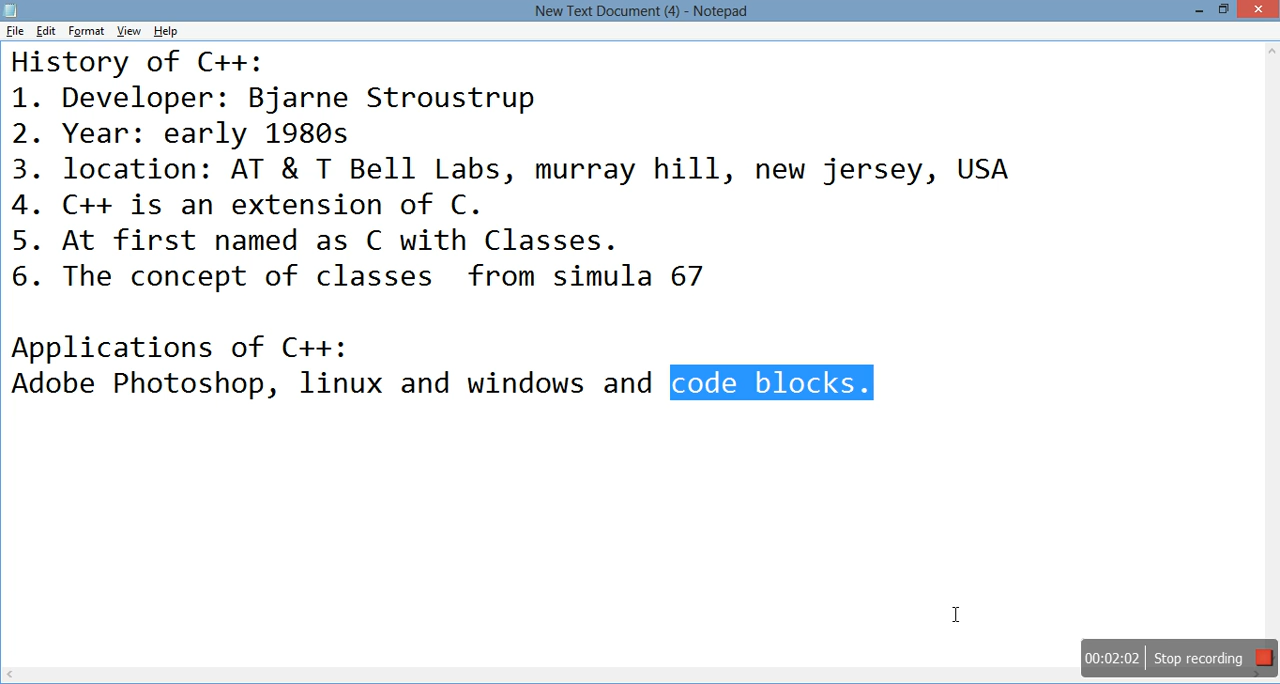 New Text Document (4) - Notepad
File Edit Format View Help
History of C++:
1. Developer: Bjarne Stroustrup
2. Year: early 1980s
3. location: AT & T Bell Labs, murray hill, new jersey, USA
4. C++ is an extension of C.
5. At first named as C with Classes.
6. The concept of classes  from simula 67
Applications of C++:
Adobe Photoshop, linux and windows and code blocks.
00:02:02 Stop recording